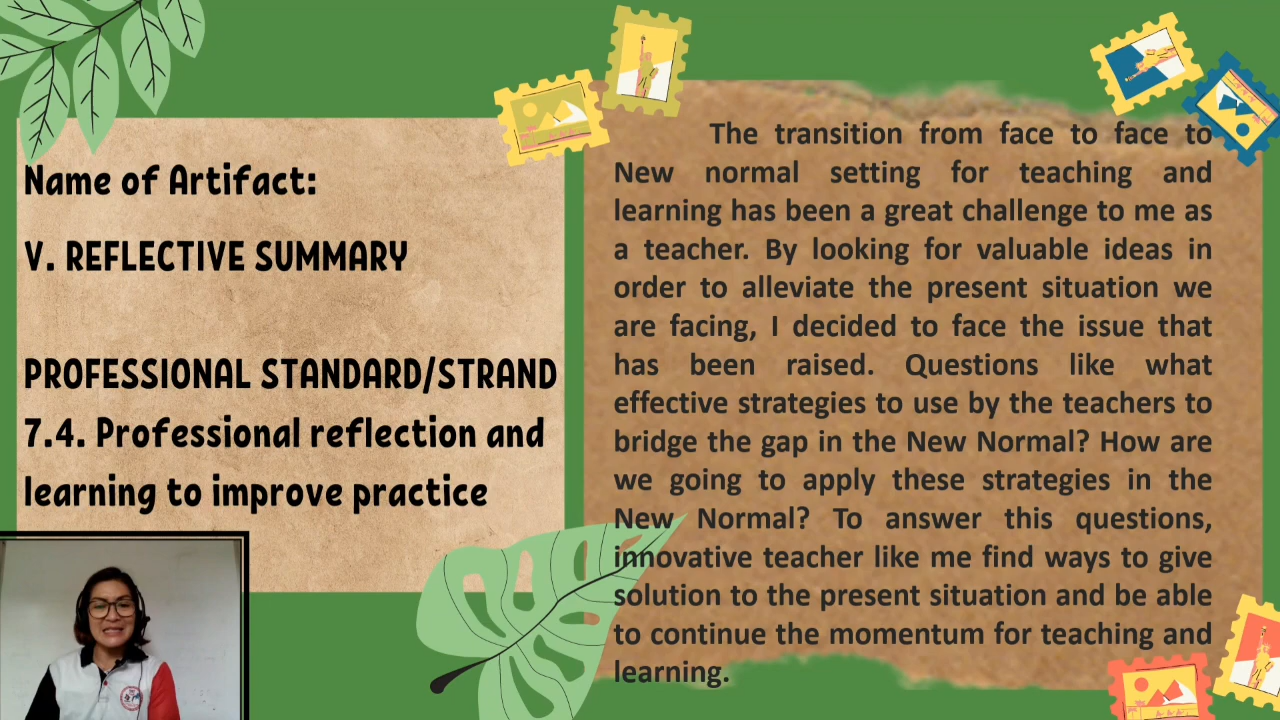 Name of Artifact:
V. REFLECTIVE SUMMARY
PROFESSIONAL STANDARD/STRAND
7.4. Professional reflection and
learning to improve practice
The transition from face to face to
New normal setting for teaching and
learning has been a great challenge to me as
a teacher. By looking for valuable ideas in
order to alleviate the present situation we
are facing, I decided to face the issue that
has been raised. Questions like what
effective strategies to use by the teachers to
bridge the gap in the New Normal? How are
we going to apply these strategies in the
New Normal? To answer this questions,
innovative teacher like me find ways to give
solution to the present situation and be able
to continue the momentum for teaching and
learning.